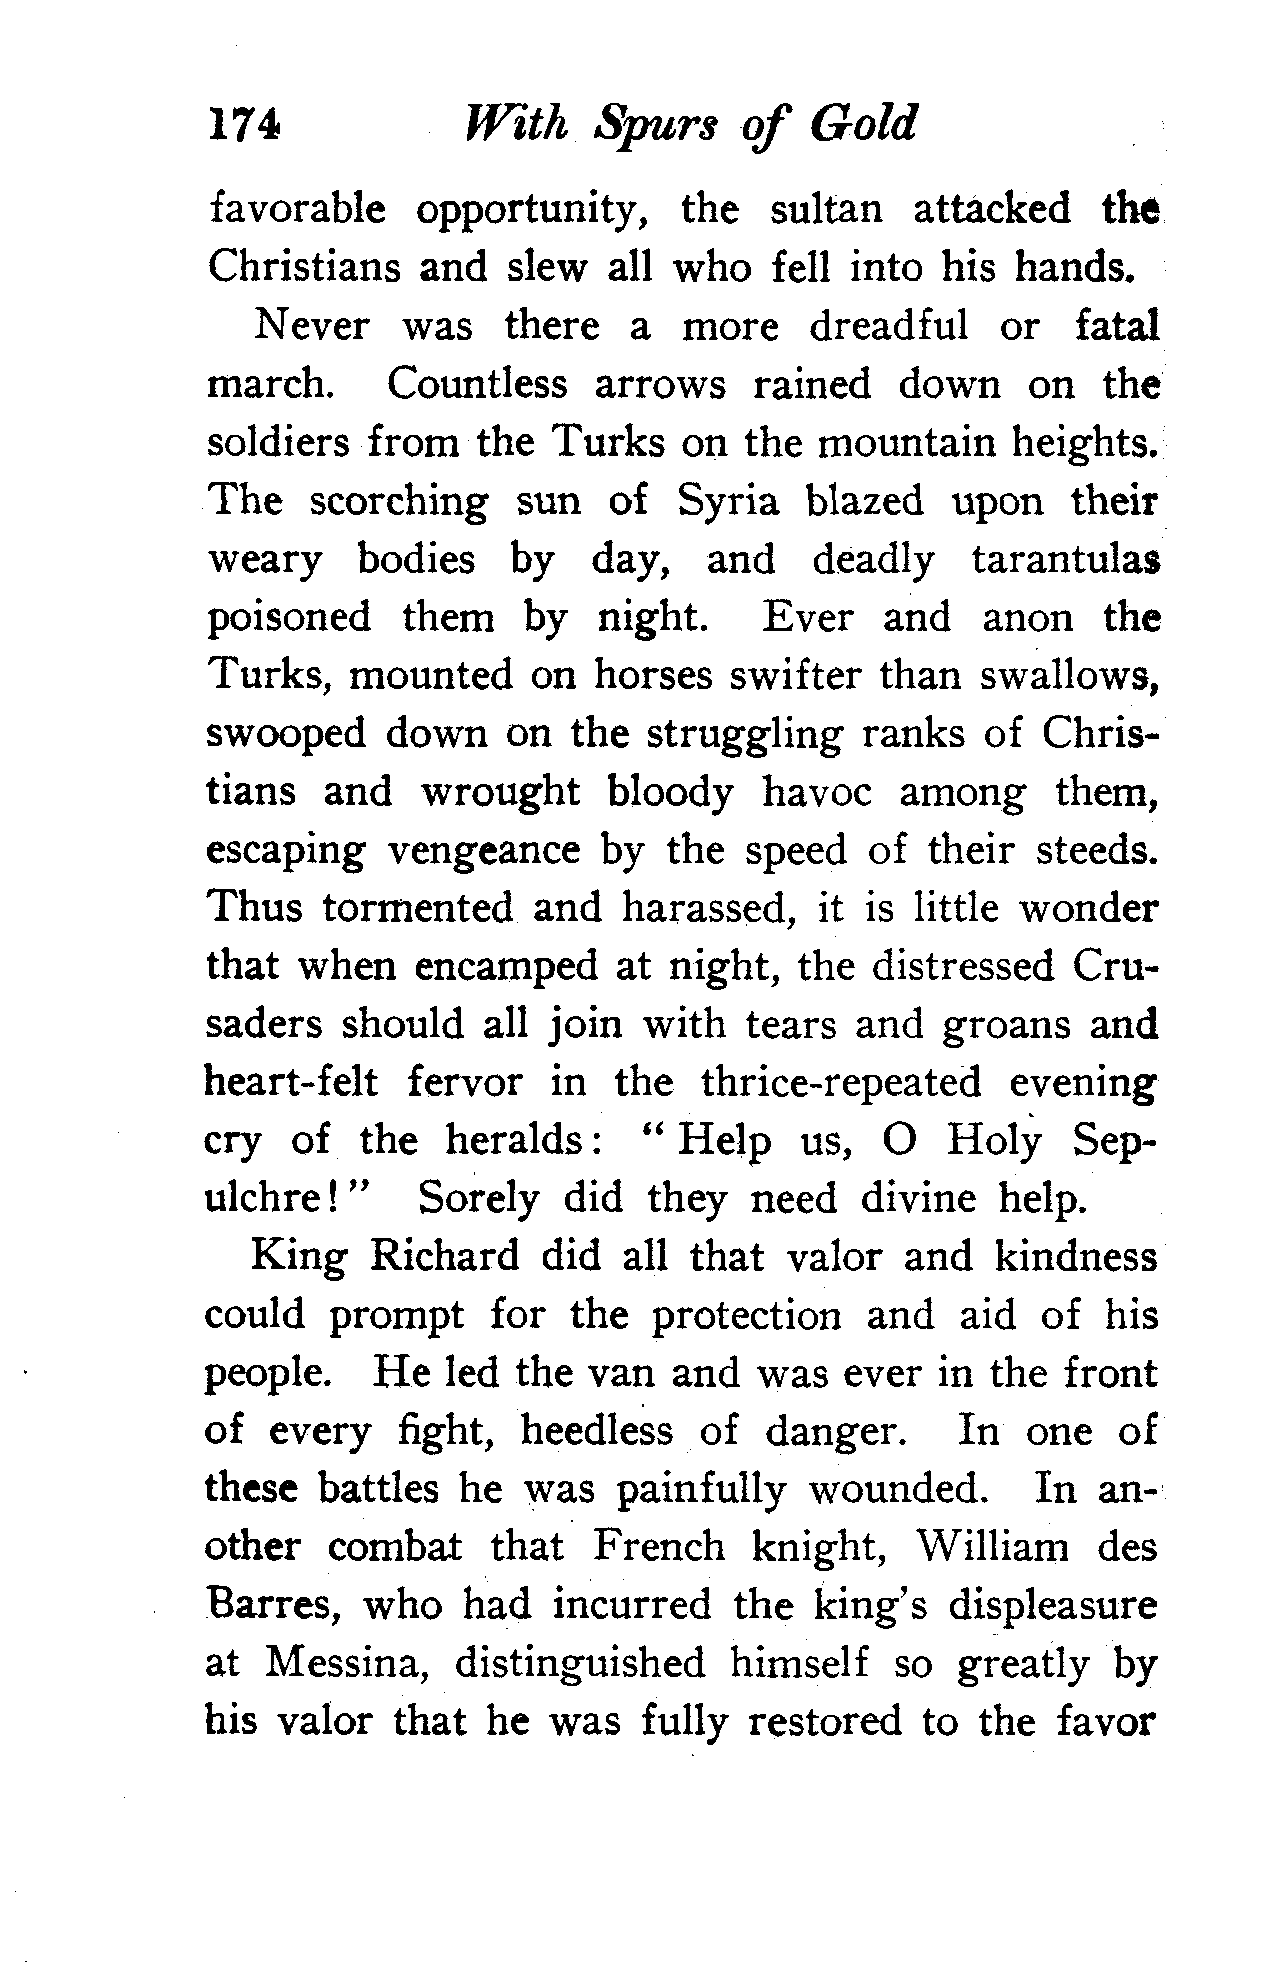 174 With Spurs of Gold
favorable opportunity, the sultan attacked the
Christians and slew all who fell into his hands.
Never was there a more dreadful or fatal
march. Countless arrows rained down on the
soldiers from the Turks on the mountain heights.
The scorching sun of Syria blazed upon their
weary bodies by day, and deadly tarantulas
poisoned them by night. Ever and anon the
Turks, mounted on horses swifter than swallows,
swooped down on the struggling ranks of Chris-
tians and wrought bloody havoc among them,
escaping vengeance by the speed of their steeds.
Thus tormented and harassed, it is little wonder
that when encamped at night, the distressed Cru-
saders should all join with tears and groans and
heart-felt fervor in the thrice-repeated evening
cry of the heralds: “Help us, O Holy Sep-
ulchre!” Sorely did they need divine help.
King Richard did all that valor and kindness
could prompt for the protection and aid of his
people. He led the van and was ever in the front
of every fight, heedless of danger. In one of
these battles he was painfully wounded. In an-
other combat that French knight, William des
Barres, who had incurred the king's displeasure
at Messina, distinguished himself so greatly by
his valor that he was fully restored to the favor